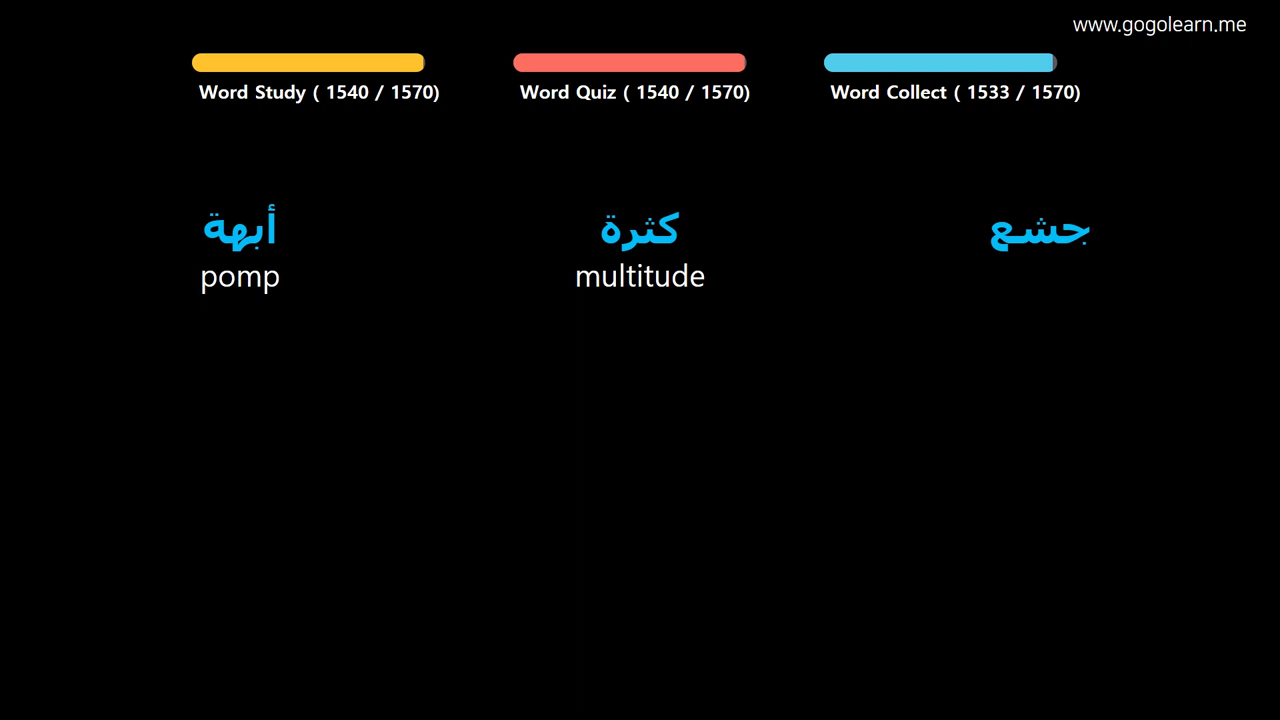 www.gogolearn.me
Word Study ( 1540 / 1570)
Word Quiz ( 1540 / 1570)
Word Collect ( 1533 / 1570)
أبهة
pomp
كثرة
multitude
جشع